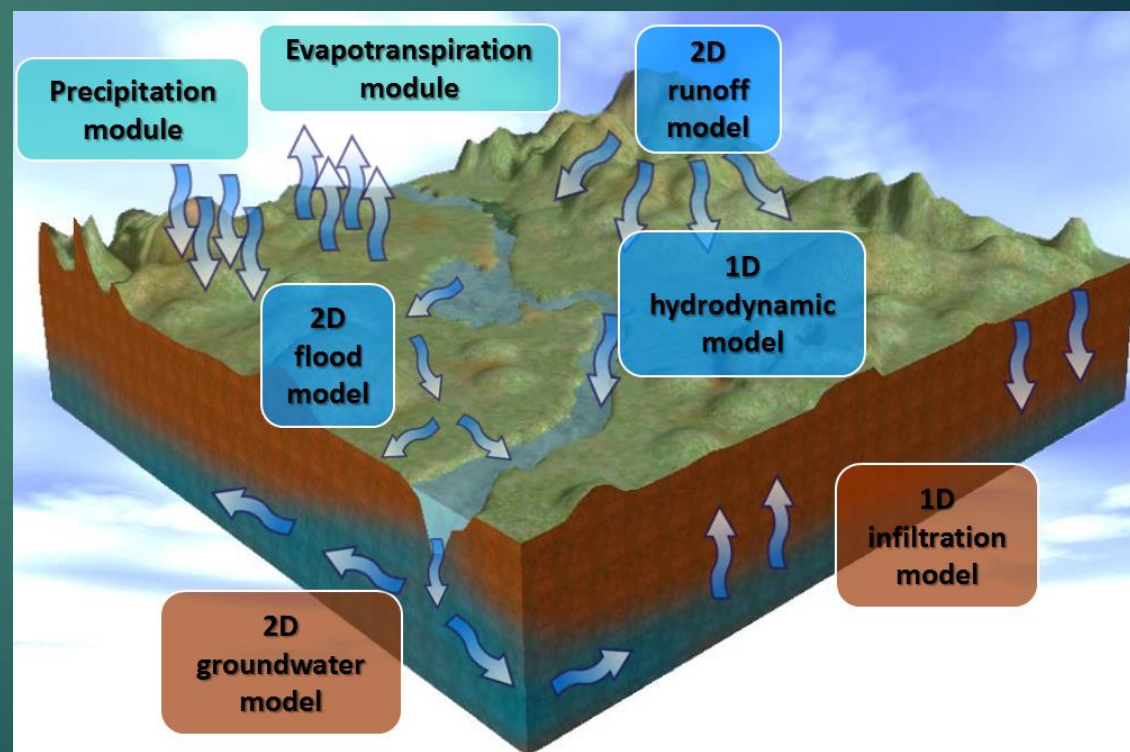 Precipitation
module
Evapotranspiration
module
2D
runoff
model
2D
flood
model
1D
hydrodynamic
model
1D
infiltration
model
2D
groundwater
model